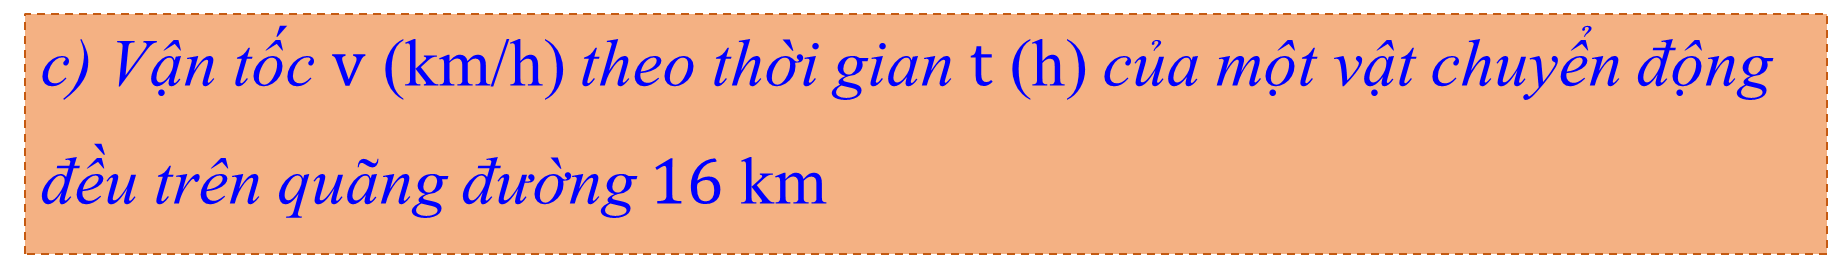 c) Vận tốc v (km/h) theo thời gian t (h) của một vật chuyển động
đều trên quãng đường 16 km